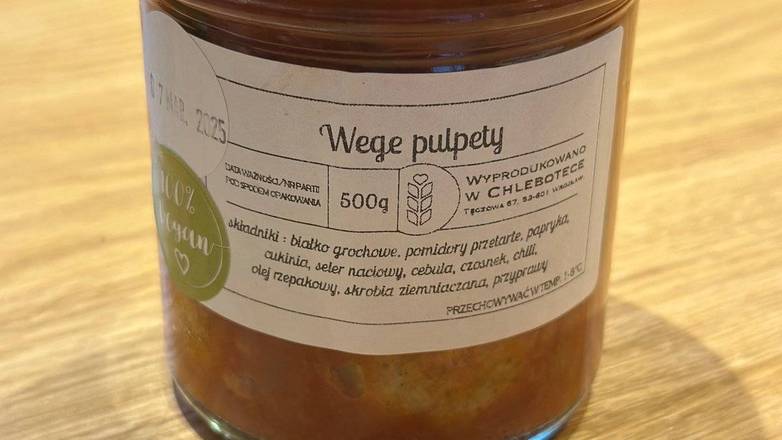 7 MAR. 2025
100%
Vegan
Wege pulpety
DATA WAŻNOŚCI/NR PARTII
POD SPODEM OPAKOWANIA
500g
WYPRODUKOWANO
W CHLEBOTECE
TĘCZOWA 67, 53-601 WROCŁAW
składniki : białko grochowe, pomidory przetarte, papryka,
cukinia, seler naciowy, cebula, czosnek, chili,
olej rzepakowy, skrobia ziemniaczana, przyprawy
PRZECHOWYWAĆ W TEMP. 1-8°C